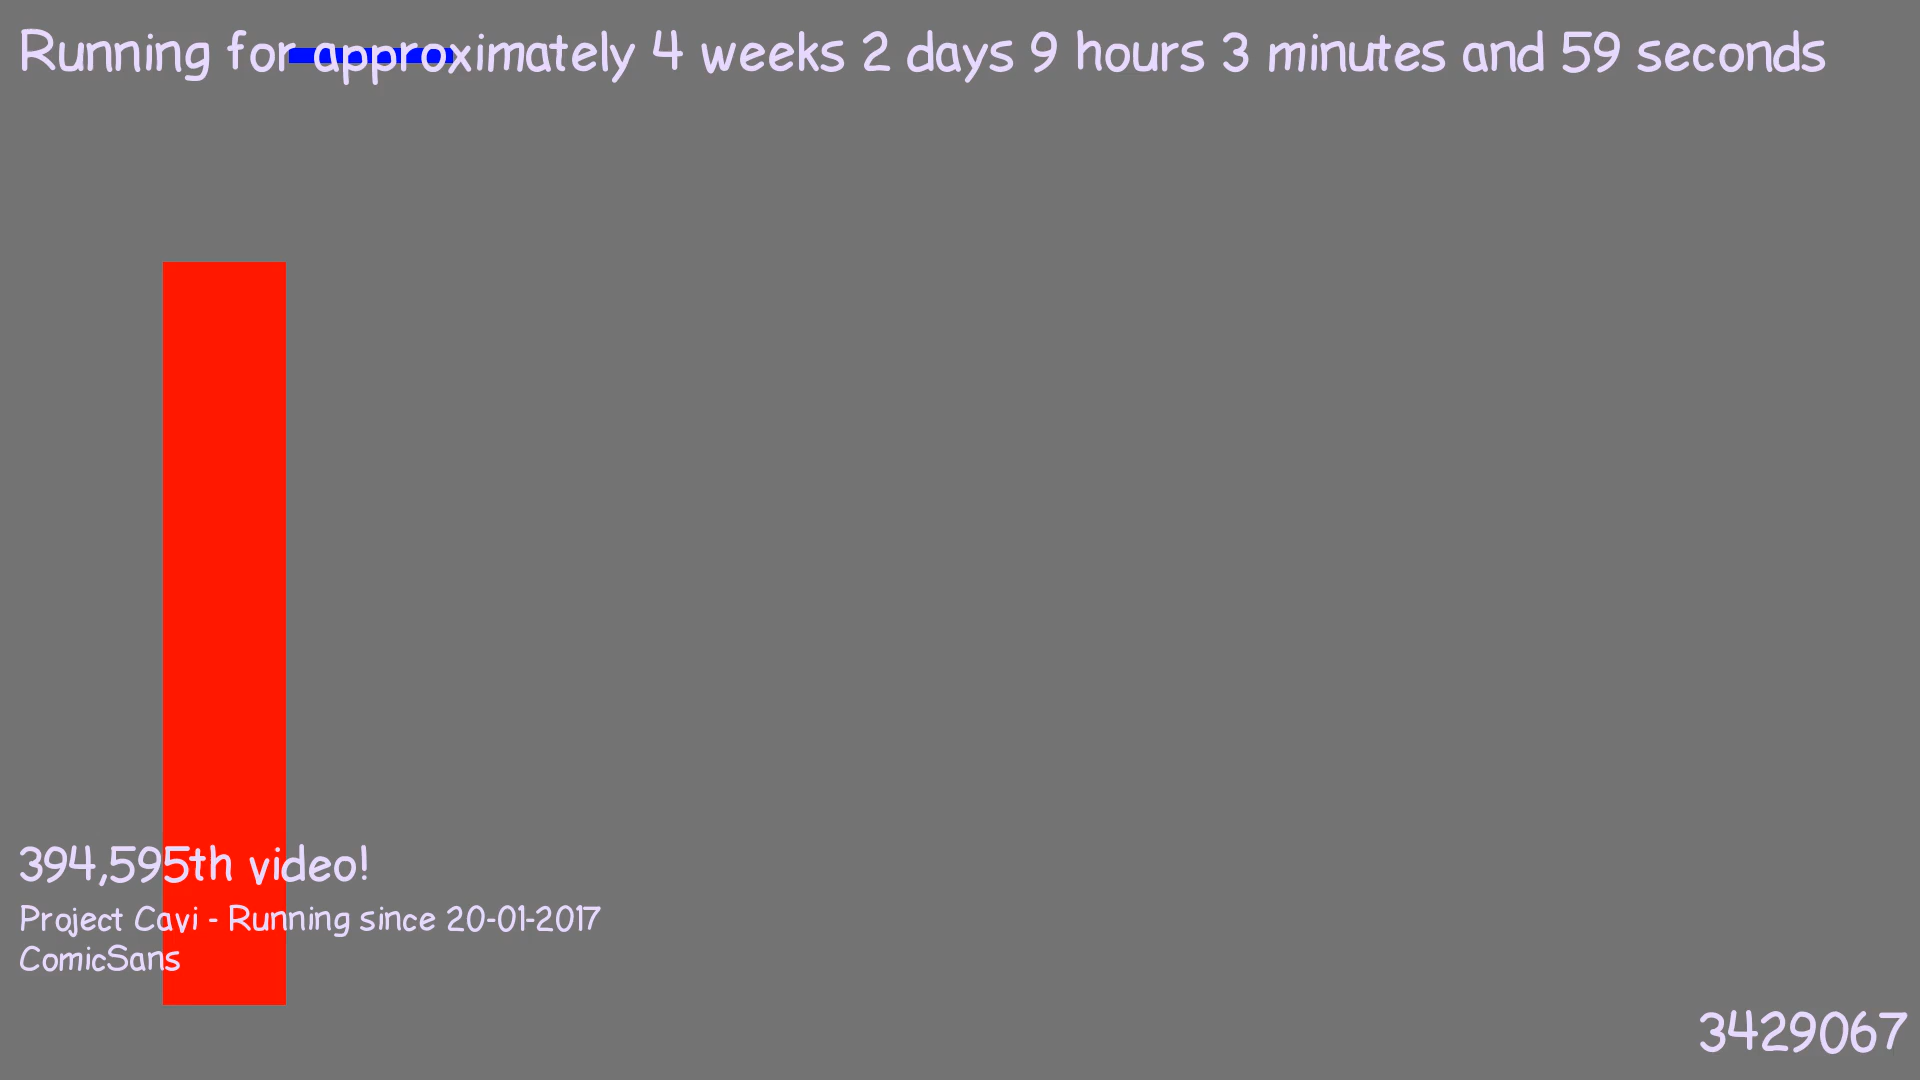 Running for approximately 4 weeks 2 days 9 hours 3 minutes and 59 seconds
394,595th video!
Project Cavi - Running since 20-01-2017
ComicSans
3429067